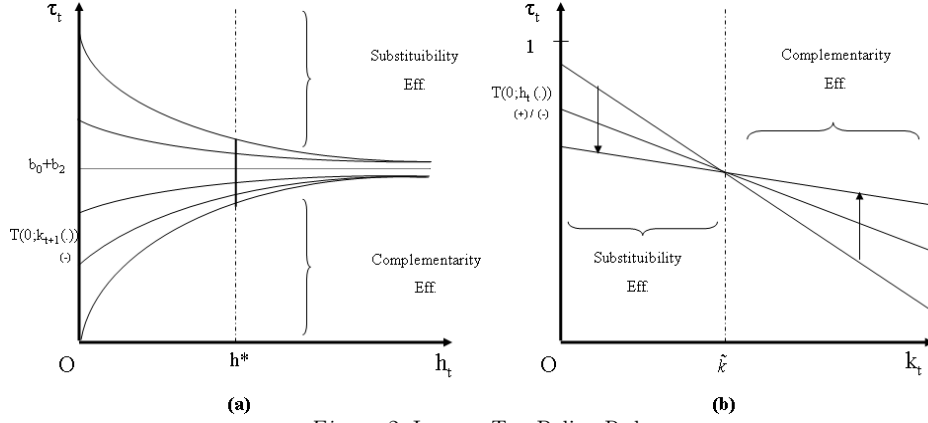 τt
Substituibility
Eff.
b0+b2
T(0;kt+1(.))
(-)
Complementarity
Eff.
O
h*
ht
(a)
τt
1
Complementarity
Eff.
T(0;ht(.))
(+)/(-)
Substituibility
Eff.
O
k̃
kt
(b)